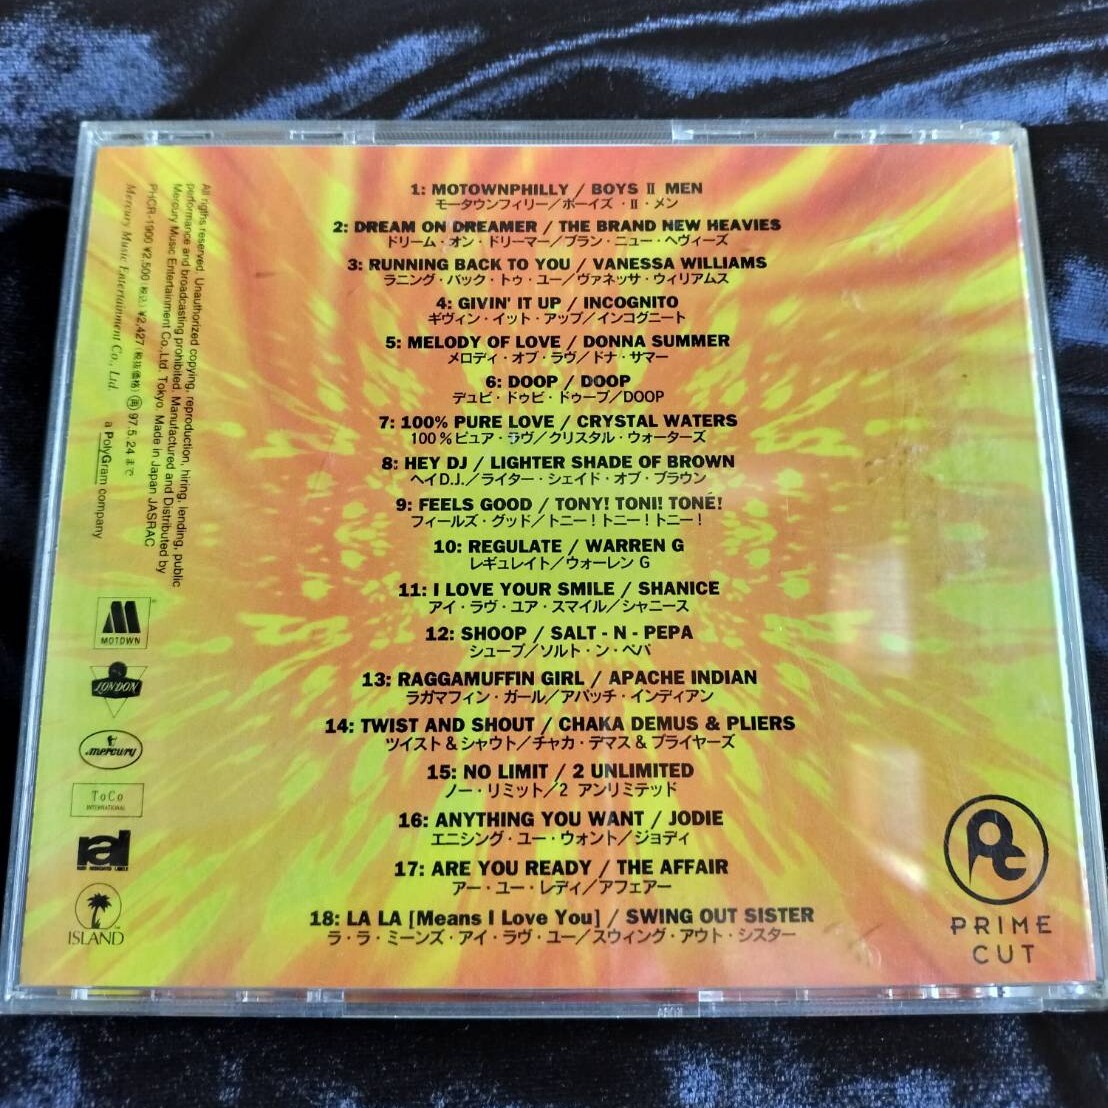 1: MOTOWNPHILLY / BOYS II MEN
モータウンフィリー/ボーイズ・II・メン
2: DREAM ON DREAMER / THE BRAND NEW HEAVIES
ドリーム・オン・ドリーマー/ブラン・ニュー・ヘヴィーズ
3: RUNNING BACK TO YOU / VANESSA WILLIAMS
ラニング・バック・トゥ・ユー/ヴァネッサ・ウィリアムス
4: GIVIN' IT UP / INCOGNITO
ギヴィン・イット・アップ/インコグニート
5: MELODY OF LOVE / DONNA SUMMER
メロディ・オブ・ラヴ/ドナ・サマー
6: DOOP / DOOP
デュビ・ドゥビ・ドゥープ/DOOP
7: 100% PURE LOVE / CRYSTAL WATERS
100%ピュア・ラヴ/クリスタル・ウォーターズ
8: HEY DJ / LIGHTER SHADE OF BROWN
ヘイD.J./ライター・シェイド・オブ・ブラウン
9: FEELS GOOD / TONY! TONI! TONÉ!
フィールズ・グッド/トニー!トニー!トニー!
10: REGULATE / WARREN G
レギュレイト/ウォーレン G
11: I LOVE YOUR SMILE / SHANICE
アイ・ラヴ・ユア・スマイル/シャニース
12: SHOOP / SALT - N - PEPA
シュープ/ソルト・ン・ペパ
13: RAGGAMUFFIN GIRL / APACHE INDIAN
ラガマフィン・ガール/アパッチ・インディアン
14: TWIST AND SHOUT / CHAKA DEMUS & PLIERS
ツイスト&シャウト/チャカ・デマス&プライヤーズ
15: NO LIMIT / 2 UNLIMITED
ノー・リミット/2 アンリミテッド
16: ANYTHING YOU WANT / JODIE
エニシング・ユー・ウォント/ジョディ
17: ARE YOU READY / THE AFFAIR
アー・ユー・レディ/アフェアー
18: LA LA [Means I Love You] / SWING OUT SISTER
ラ・ラ・ミーンズ・アイ・ラヴ・ユー/スウィング・アウト・シスター
All rigths reserved. Unauthorized copying, reproduction, hiring, lending, public
performance and broadcasting prohibited. Manufactured and Distributed by
Mercury Music Entertainment Co.,Ltd. Tokyo. Made in Japan JASRAC
PHCR-1900 ¥2,500(税込) ¥2,427(税抜価格) 再 97.5.24まで
Mercury Music Entertainment Co., Ltd. a PolyGram company
MOTOWN
LONDON
mercury
ToCo
INTERNATIONAL
ral
ISLAND
PRIME
CUT